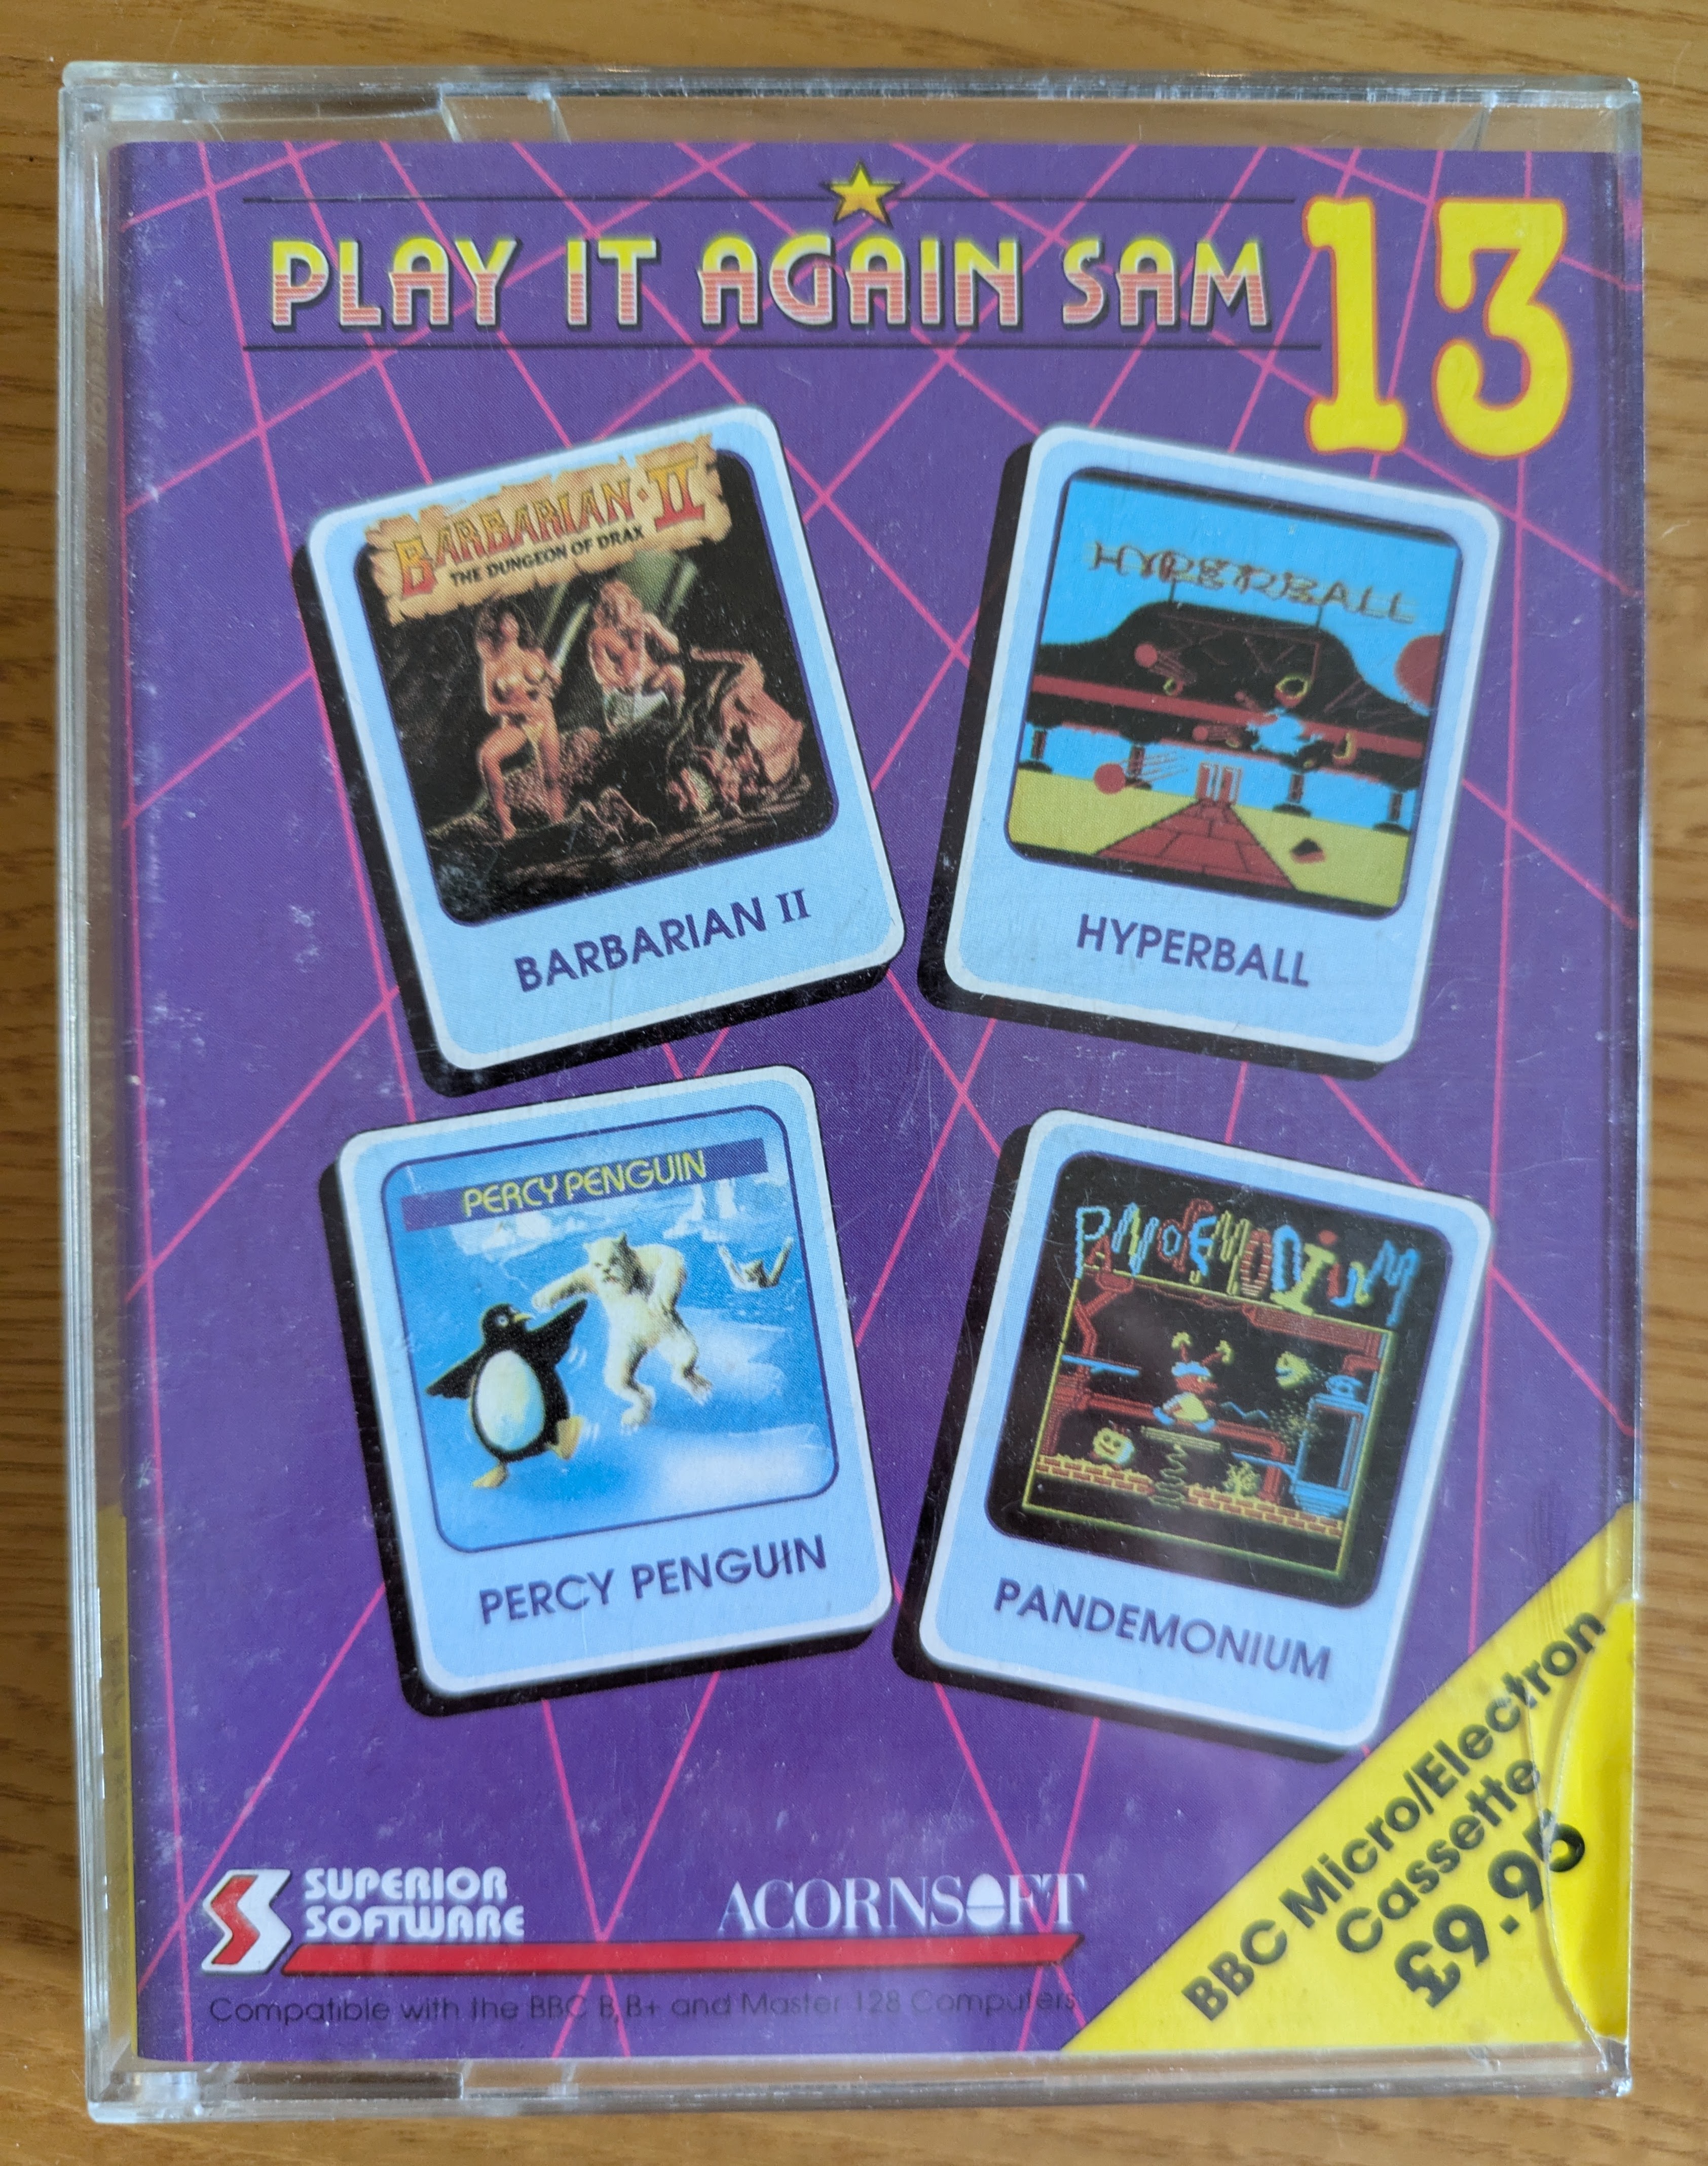 PLAY IT AGAIN SAM 13
BARBARIAN·II
THE DUNGEON OF DRAX
BARBARIAN II
HYPERBALL
HYPERBALL
PERCY PENGUIN
PERCY PENGUIN
PANDEMONIUM
PANDEMONIUM
SUPERIOR
SOFTWARE
ACORNSOFT
Compatible with the BBC B,B+ and Master 128 Computers
BBC Micro/Electron
Cassette
£9.95